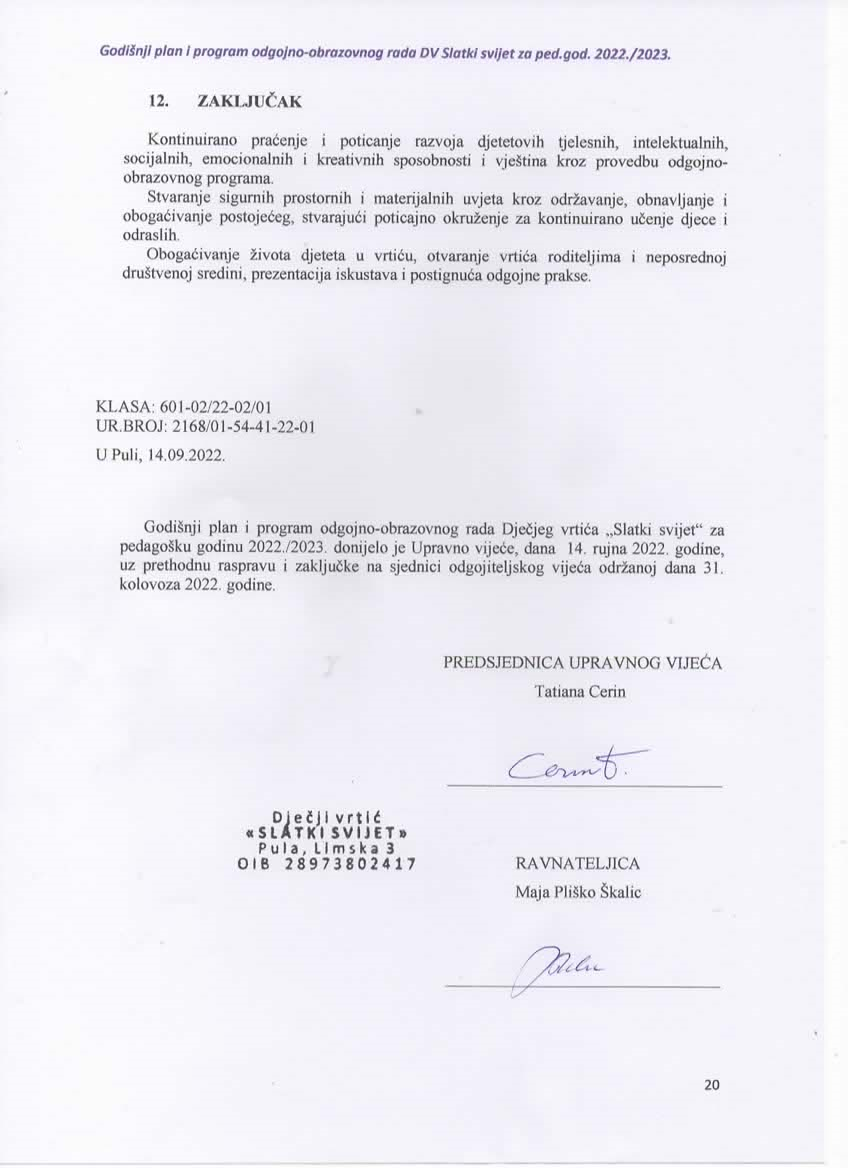 Godišnji plan i program odgojno-obrazovnog rada DV Slatki svijet za ped.god. 2022./2023.
12. ZAKLJUČAK
Kontinuirano praćenje i poticanje razvoja djetetovih tjelesnih, intelektualnih,
socijalnih, emocionalnih i kreativnih sposobnosti i vještina kroz provedbu odgojno-
obrazovnog programa.
Stvaranje sigurnih prostornih i materijalnih uvjeta kroz održavanje, obnavljanje i
obogaćivanje postojećeg, stvarajući poticajno okruženje za kontinuirano učenje djece i
odraslih.
Obogaćivanje života djeteta u vrtiću, otvaranje vrtića roditeljima i neposrednoj
društvenoj sredini, prezentacija iskustava i postignuća odgojne prakse.
KLASA: 601-02/22-02/01
UR.BROJ: 2168/01-54-41-22-01
U Puli, 14.09.2022.
Godišnji plan i program odgojno-obrazovnog rada Dječjeg vrtića „Slatki svijet“ za
pedagošku godinu 2022./2023. donijelo je Upravno vijeće, dana 14. rujna 2022. godine,
uz prethodnu raspravu i zaključke na sjednici odgojiteljskog vijeća održanoj dana 31.
kolovoza 2022. godine.
PREDSJEDNICA UPRAVNOG VIJEĆA
Tatiana Cerin
Cerin T.
Dječji vrtić
«SLATKI SVIJET»
Pula, Limska 3
OIB 28973802417
RAVNATELJICA
Maja Pliško Škalic
20